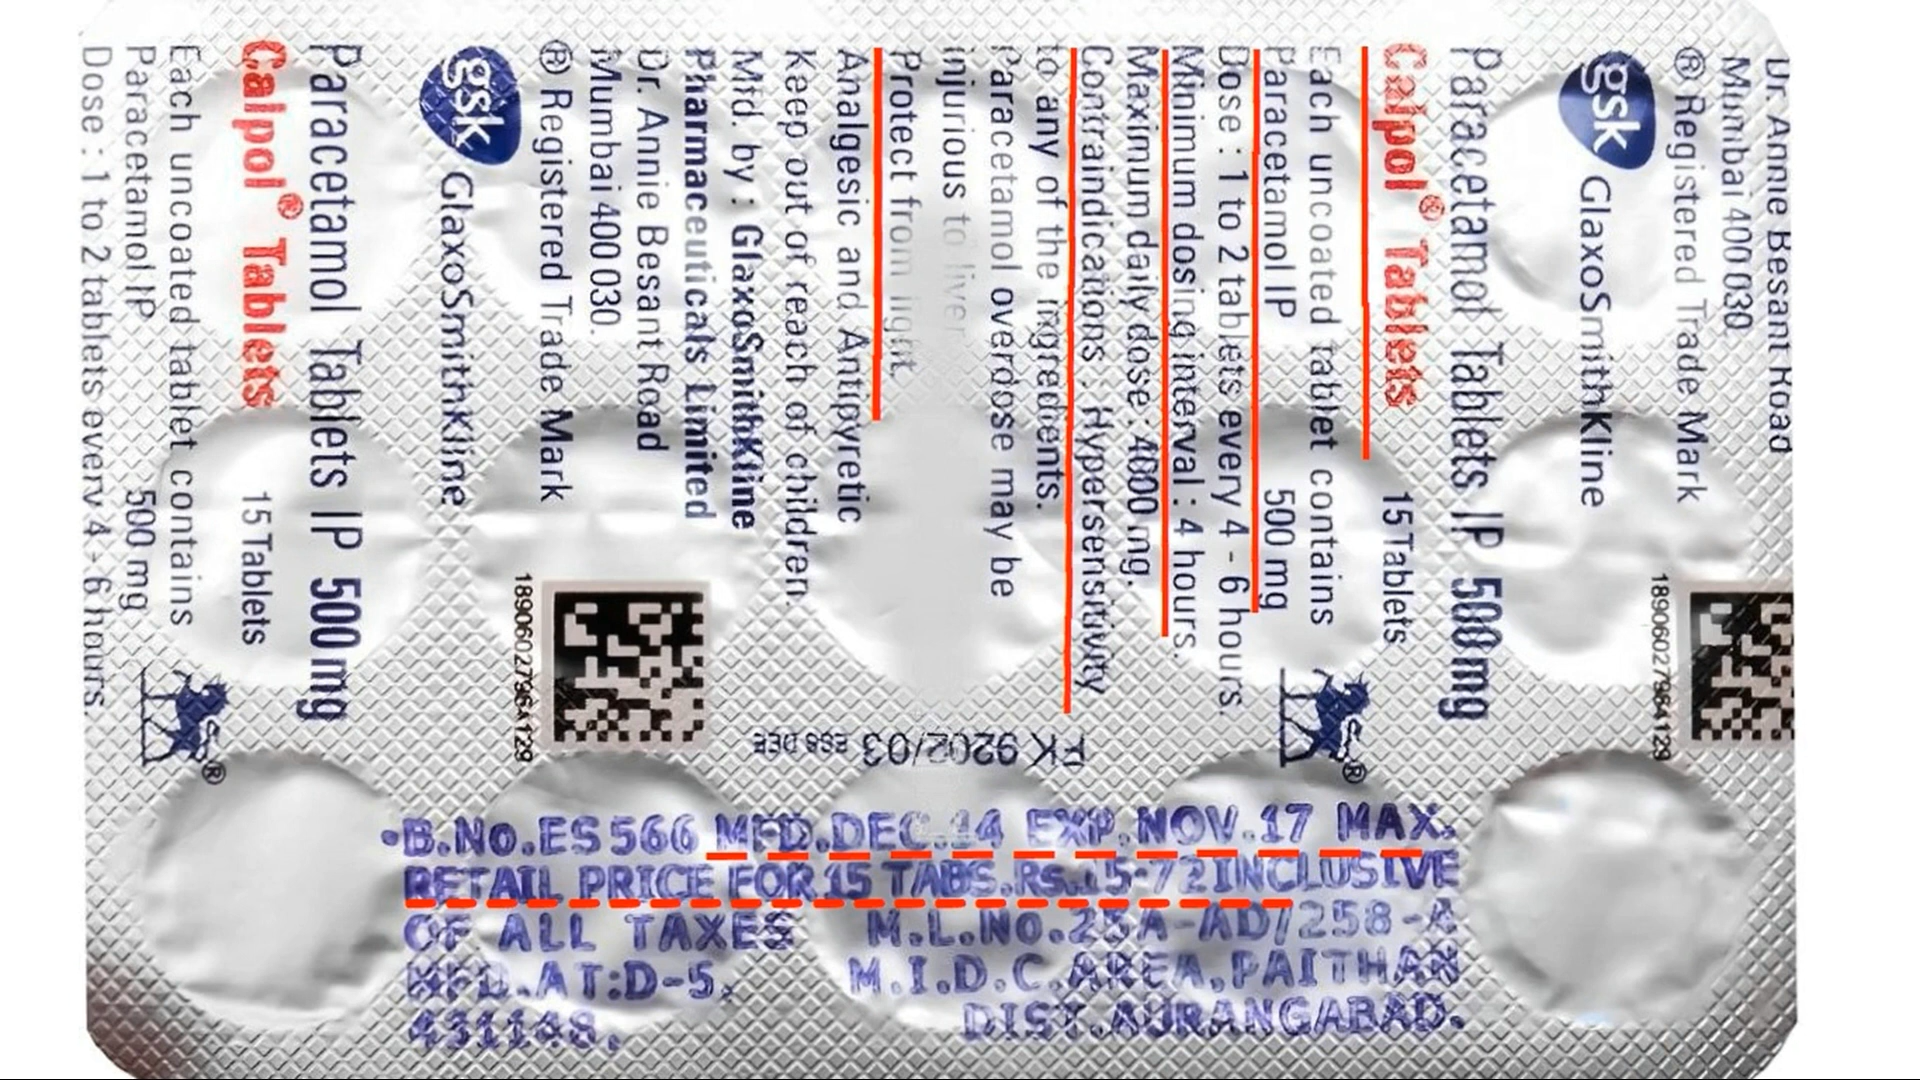 Dr. Annie Besant Road
Mumbai 400 030
® Registered Trade Mark
gsk GlaxoSmithKline
18906027964129
Paracetamol Tablets IP 500 mg
Calpol® Tablets 15 Tablets
Each uncoated tablet contains
Paracetamol IP 500 mg
Dose : 1 to 2 tablets every 4 - 6 hours.
Minimum dosing interval : 4 hours.
Maximum daily dose : 4000 mg.
Contraindications : Hypersensitivity
to any of the ingredients.
Paracetamol overdose may be
injurious to liver
Protect from light.
Analgesic and Antipyretic
Keep out of reach of children.
Mfd. by : GlaxoSmithKline
Pharmaceuticals Limited
Dr. Annie Besant Road
Mumbai 400 030.
® Registered Trade Mark
18906027964129
gsk GlaxoSmithKline
Paracetamol Tablets IP 500 mg
Calpol® Tablets 15 Tablets
Each uncoated tablet contains
Paracetamol IP 500 mg
Dose : 1 to 2 tablets every 4 - 6 hours.
®
®
FK 9202/03 ESS DEE
B.No.ES566 MFD.DEC.14 EXP.NOV.17 MAX.
RETAIL PRICE FOR 15 TABS.Rs.15-72 INCLUSIVE
OF ALL TAXES M.L.No.25A-AD/258-A
MFD.AT:D-5, M.I.D.C.AREA,PAITHAN
431148, DIST.AURANGABAD.